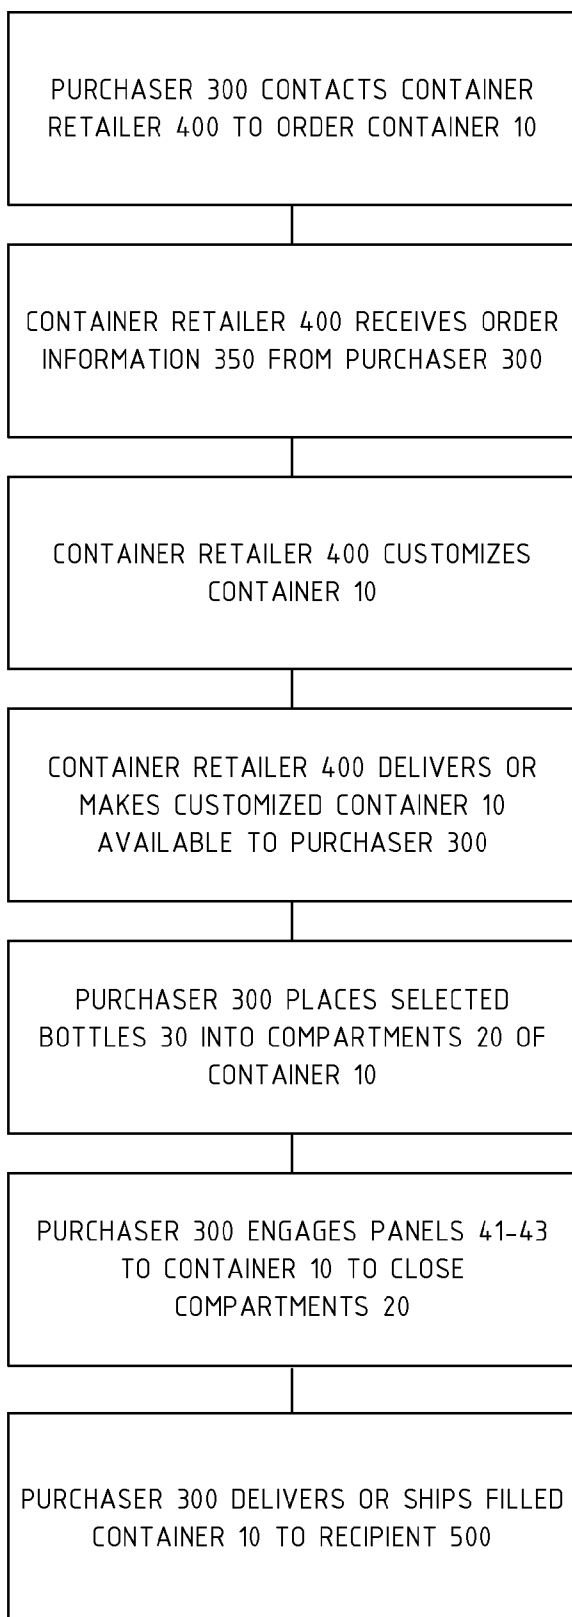 PURCHASER 300 CONTACTS CONTAINER
RETAILER 400 TO ORDER CONTAINER 10
CONTAINER RETAILER 400 RECEIVES ORDER
INFORMATION 350 FROM PURCHASER 300
CONTAINER RETAILER 400 CUSTOMIZES
CONTAINER 10
CONTAINER RETAILER 400 DELIVERS OR
MAKES CUSTOMIZED CONTAINER 10
AVAILABLE TO PURCHASER 300
PURCHASER 300 PLACES SELECTED
BOTTLES 30 INTO COMPARTMENTS 20 OF
CONTAINER 10
PURCHASER 300 ENGAGES PANELS 41-43
TO CONTAINER 10 TO CLOSE
COMPARTMENTS 20
PURCHASER 300 DELIVERS OR SHIPS FILLED
CONTAINER 10 TO RECIPIENT 500